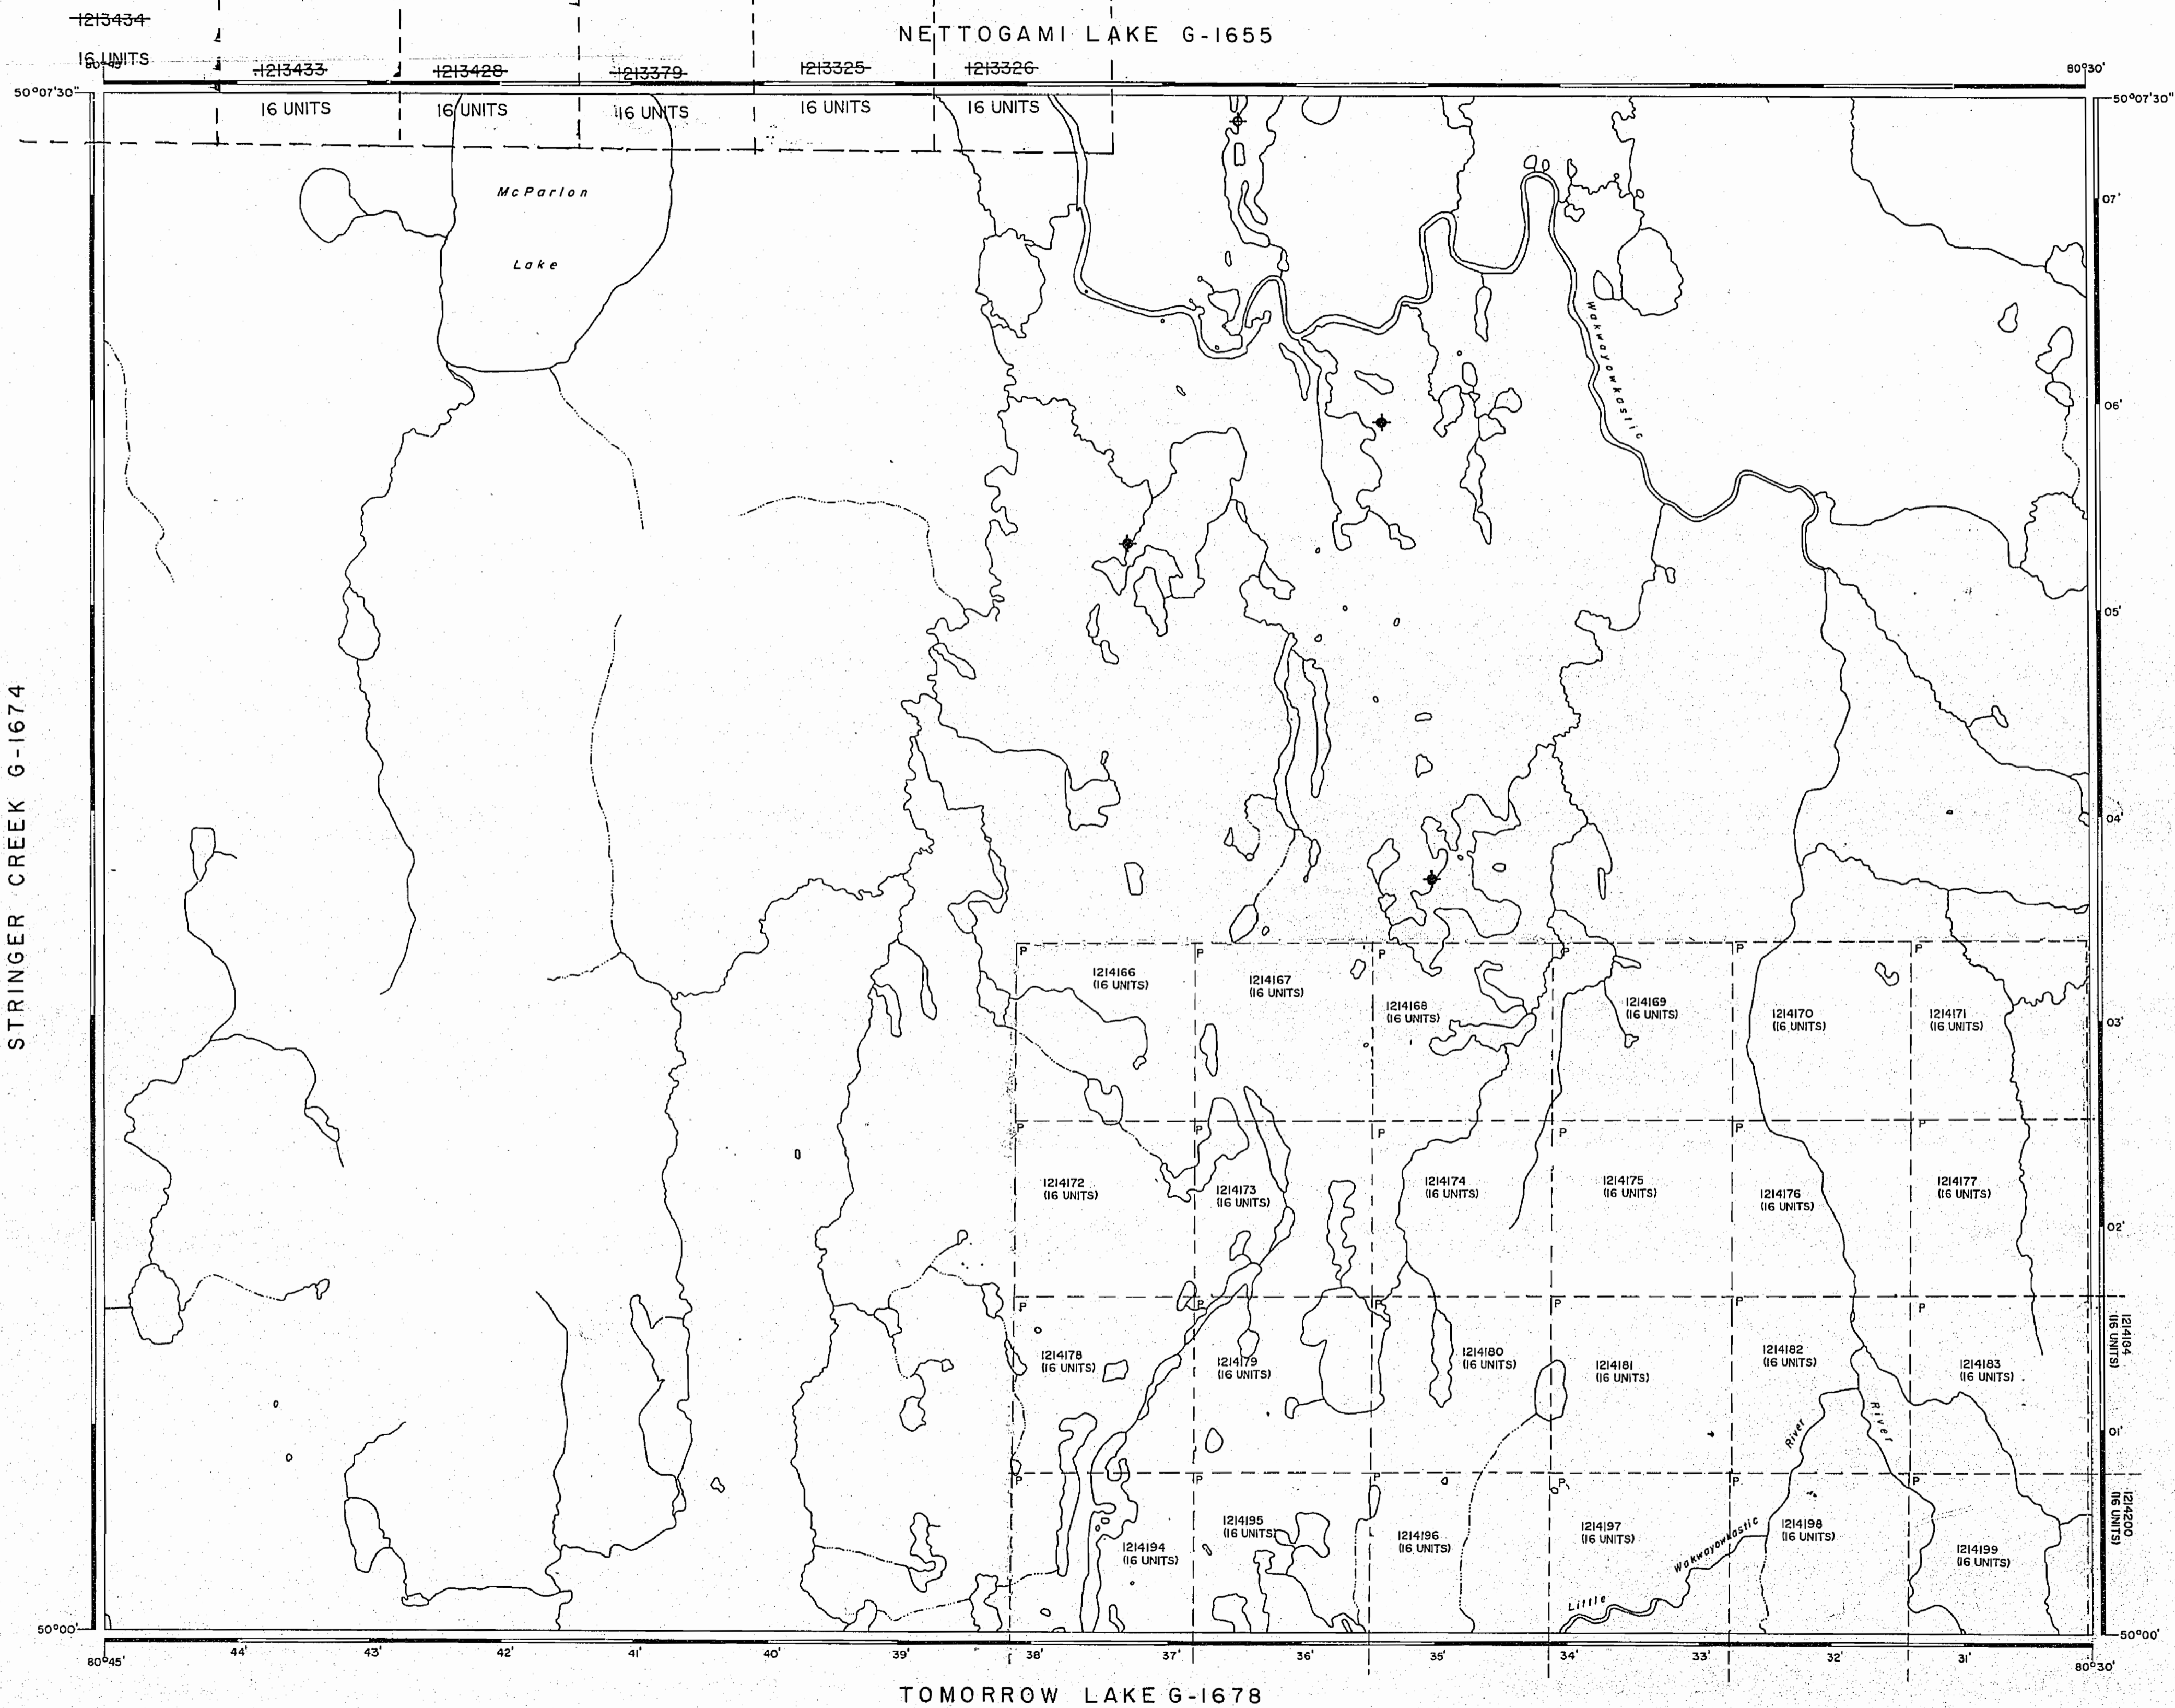 NETTOGAMI LAKE G-1655
1213434
16 UNITS
80°45'
1213433
1213428
1213379
1213325
1213326
80°30'
50°07'30"
16 UNITS
16 UNITS
16 UNITS
16 UNITS
16 UNITS
50°07'30"
McParlon
Lake
07'
Wakwayowkastic
06'
05'
STRINGER CREEK G-1674
04'
P
P
P
P
P
P
1214166
(16 UNITS)
1214167
(16 UNITS)
1214168
(16 UNITS)
1214169
(16 UNITS)
1214170
(16 UNITS)
1214171
(16 UNITS)
03'
P
P
P
P
P
P
1214172
(16 UNITS)
1214173
(16 UNITS)
1214174
(16 UNITS)
1214175
(16 UNITS)
1214176
(16 UNITS)
1214177
(16 UNITS)
02'
P
P
P
P
P
P
1214178
(16 UNITS)
1214179
(16 UNITS)
1214180
(16 UNITS)
1214181
(16 UNITS)
1214182
(16 UNITS)
1214183
(16 UNITS)
1214184
(16 UNITS)
River
River
01'
P
P
P
P
P
P
1214194
(16 UNITS)
1214195
(16 UNITS)
1214196
(16 UNITS)
1214197
(16 UNITS)
1214198
(16 UNITS)
1214199
(16 UNITS)
1214200
(16 UNITS)
Little
Wakwayowkastic
50°00'
50°00'
80°45'
44'
43'
42'
41'
40'
39'
38'
37'
36'
35'
34'
33'
32'
31'
80°30'
TOMORROW LAKE G-1678